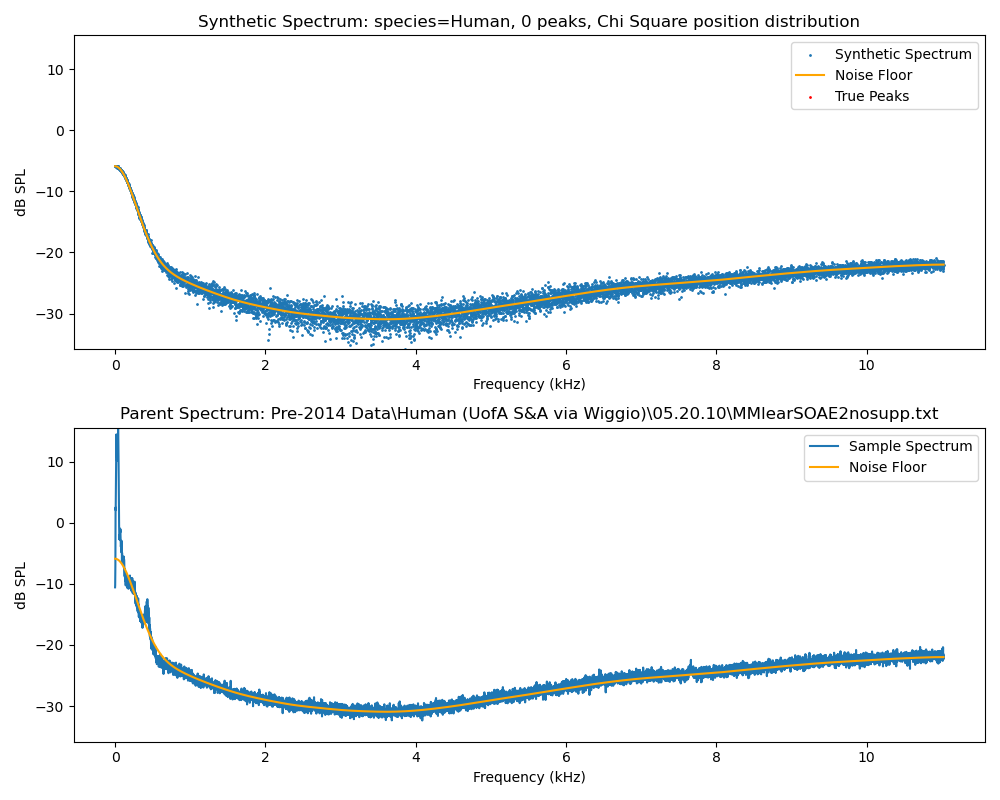 Synthetic Spectrum: species=Human, 0 peaks, Chi Square position distribution
Synthetic Spectrum
Noise Floor
True Peaks
dB SPL
10
0
−10
−20
−30
0 2 4 6 8 10
Frequency (kHz)
Parent Spectrum: Pre-2014 Data\Human (UofA S&A via Wiggio)\05.20.10\MMlearSOAE2nosupp.txt
Sample Spectrum
Noise Floor
dB SPL
10
0
−10
−20
−30
0 2 4 6 8 10
Frequency (kHz)